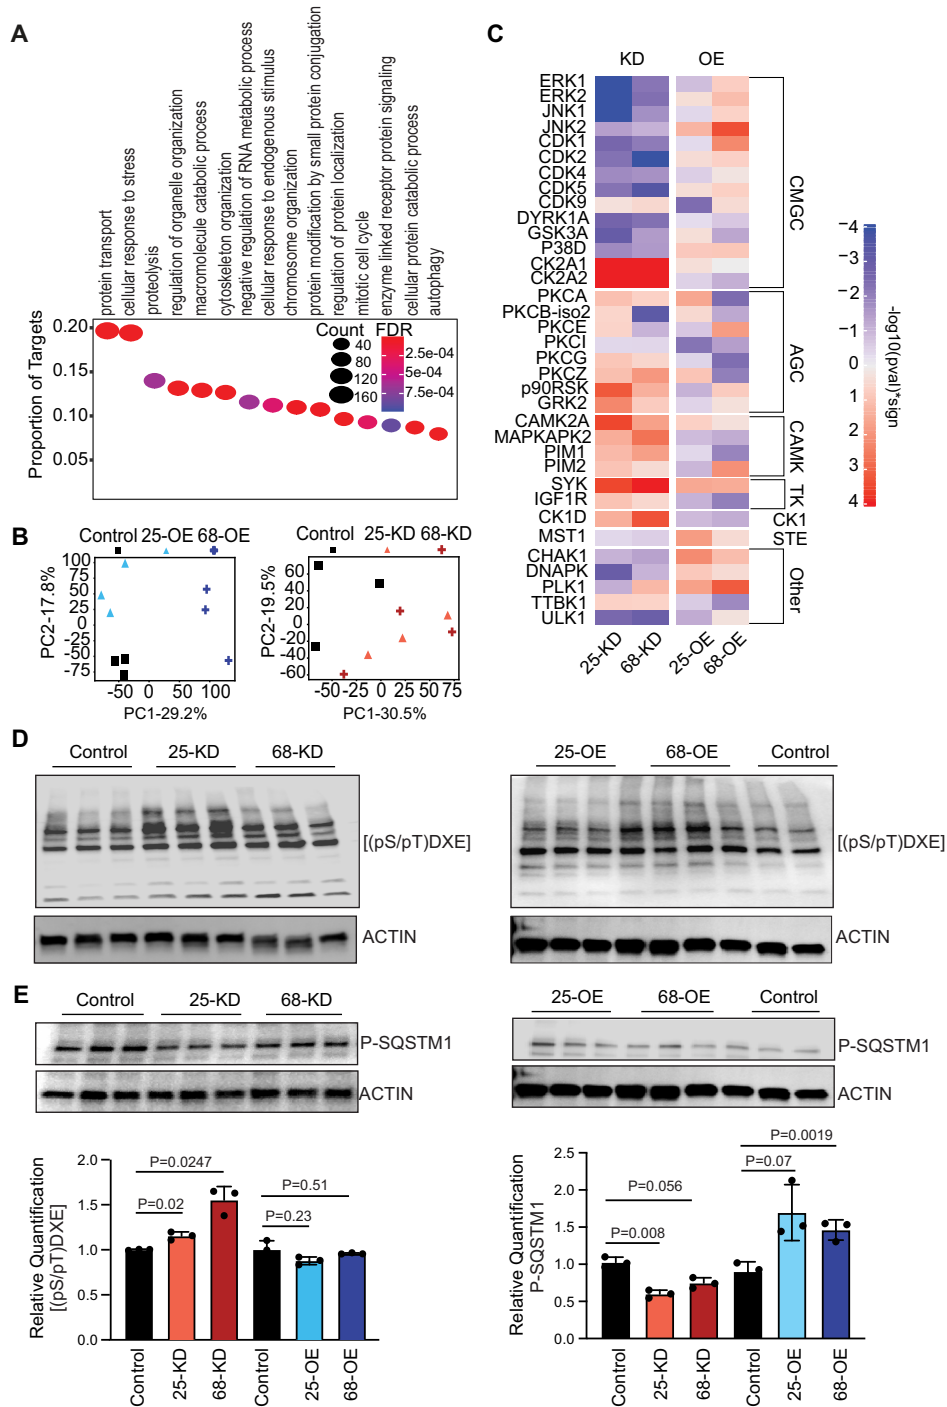 A
protein transport
cellular response to stress
proteolysis
regulation of organelle organization
macromolecule catabolic process
cytoskeleton organization
negative regulation of RNA metabolic process
cellular response to endogenous stimulus
chromosome organization
protein modification by small protein conjugation
regulation of protein localization
mitotic cell cycle
enzyme linked receptor protein signaling
cellular protein catabolic process
autophagy
Proportion of Targets
0.20
0.15
0.10
0.05
Count
40
80
120
160
FDR
2.5e-04
5e-04
7.5e-04
B
Control 25-OE 68-OE
PC2-17.8%
100
75
50
25
0
-25
-50
-75
-50 0 50 100
PC1-29.2%
Control 25-KD 68-KD
PC2-19.5%
60
40
20
0
-20
-40
-60
-50 -25 0 25 50 75
PC1-30.5%
C
KD OE
ERK1
ERK2
JNK1
JNK2
CDK1
CDK2
CDK4
CDK5
CDK9
DYRK1A
GSK3A
P38D
CK2A1
CK2A2
PKCA
PKCB-iso2
PKCE
PKCI
PKCG
PKCZ
p90RSK
GRK2
CAMK2A
MAPKAPK2
PIM1
PIM2
SYK
IGF1R
CK1D
MST1
CHAK1
DNAPK
PLK1
TTBK1
ULK1
25-KD
68-KD
25-OE
68-OE
CMGC
AGC
CAMK
TK
CK1
STE
Other
-4
-3
-2
-1
0
1
2
3
4
-log10(pval)*sign
D
Control 25-KD 68-KD
[(pS/pT)DXE]
ACTIN
25-OE 68-OE Control
[(pS/pT)DXE]
ACTIN
E
Control 25-KD 68-KD
P-SQSTM1
ACTIN
25-OE 68-OE Control
P-SQSTM1
ACTIN
Relative Quantification
[(pS/pT)DXE]
2.0
1.5
1.0
0.5
0.0
P=0.0247
P=0.02
P=0.51
P=0.23
Control
25-KD
68-KD
Control
25-OE
68-OE
Relative Quantification
P-SQSTM1
2.5
2.0
1.5
1.0
0.5
0.0
P=0.056
P=0.008
P=0.0019
P=0.07
Control
25-KD
68-KD
Control
25-OE
68-OE